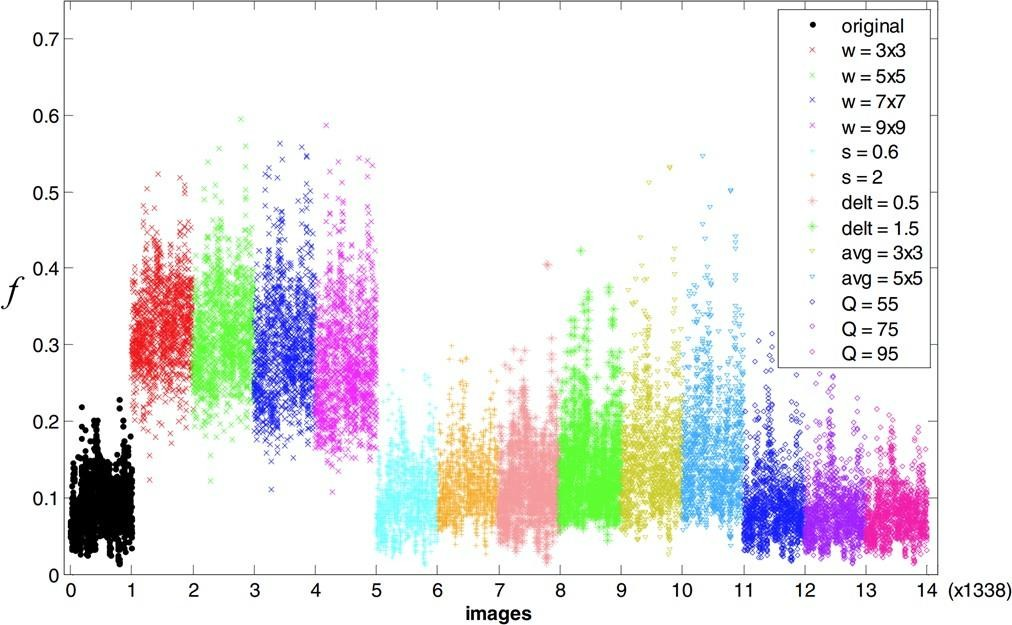 0.7
0.6
0.5
0.4
0.3
0.2
0.1
0
f
0 1 2 3 4 5 6 7 8 9 10 11 12 13 14 (x1338)
images
original
w = 3x3
w = 5x5
w = 7x7
w = 9x9
s = 0.6
s = 2
delt = 0.5
delt = 1.5
avg = 3x3
avg = 5x5
Q = 55
Q = 75
Q = 95